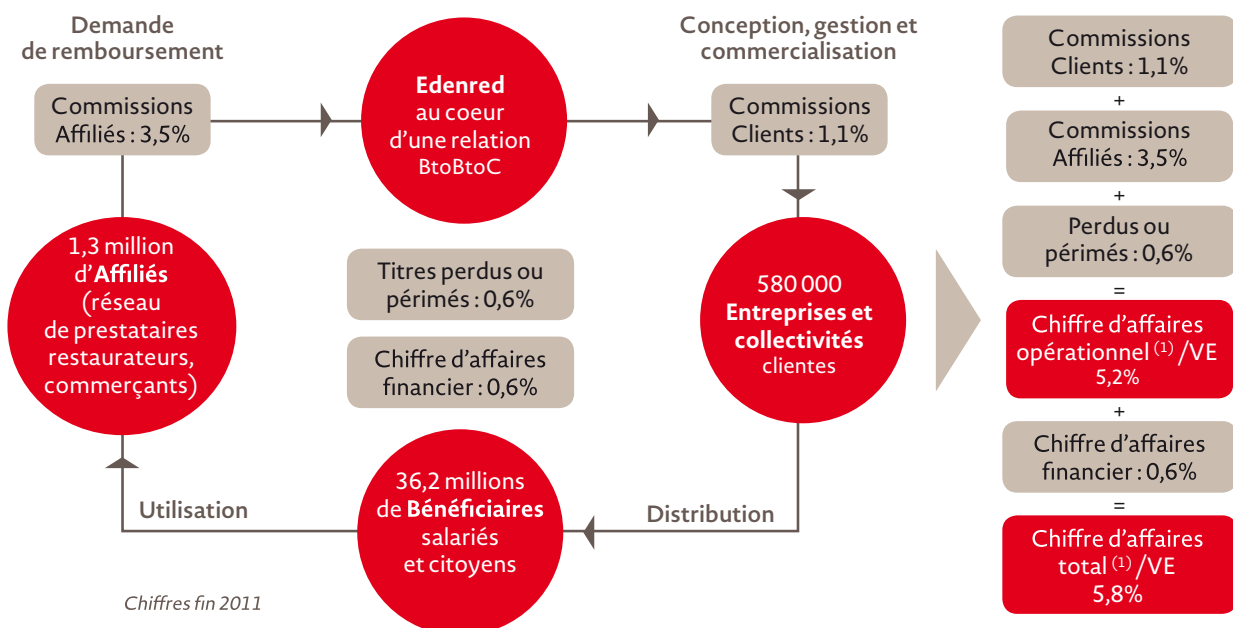 Demande
de remboursement
Commissions
Affiliés : 3,5%
Edenred
au coeur
d'une relation
BtoBtoC
Conception, gestion et
commercialisation
Commissions
Clients : 1,1%
1,3 million
d'Affiliés
(réseau
de prestataires
restaurateurs,
commerçants)
Titres perdus ou
périmés : 0,6%
Chiffre d'affaires
financier : 0,6%
580 000
Entreprises et
collectivités
clientes
Utilisation
36,2 millions
de Bénéficiaires
salariés
et citoyens
Distribution
Chiffres fin 2011
Commissions
Clients : 1,1%
+
Commissions
Affiliés : 3,5%
+
Perdus ou
périmés : 0,6%
=
Chiffre d'affaires
opérationnel (1) /VE
5,2%
+
Chiffre d'affaires
financier : 0,6%
=
Chiffre d'affaires
total (1) /VE
5,8%